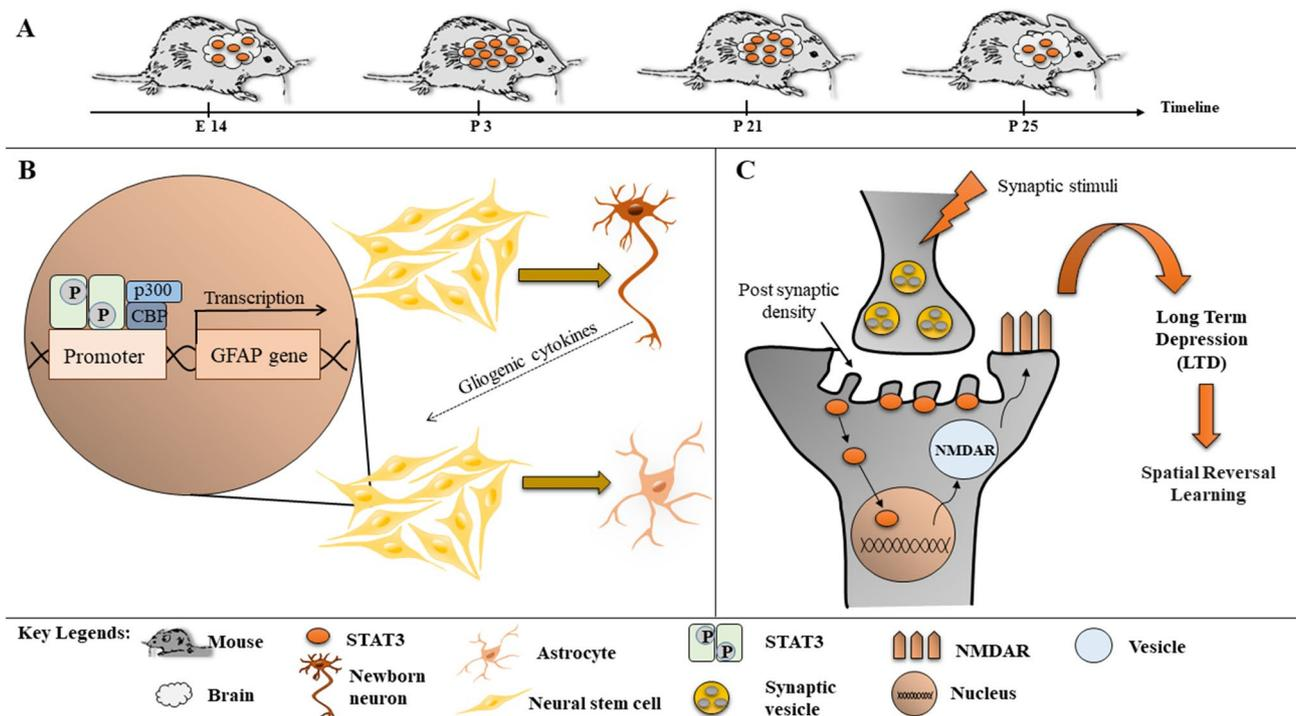 A
E 14
P 3
P 21
P 25
Timeline
B
P
P
p300
CBP
Transcription
Promoter
GFAP gene
Gliogenic cytokines
C
Synaptic stimuli
Post synaptic
density
NMDAR
Long Term
Depression
(LTD)
Spatial Reversal
Learning
Key Legends:
Mouse
STAT3
Astrocyte
P
P
STAT3
NMDAR
Vesicle
Brain
Newborn
neuron
Neural stem cell
Synaptic
vesicle
Nucleus